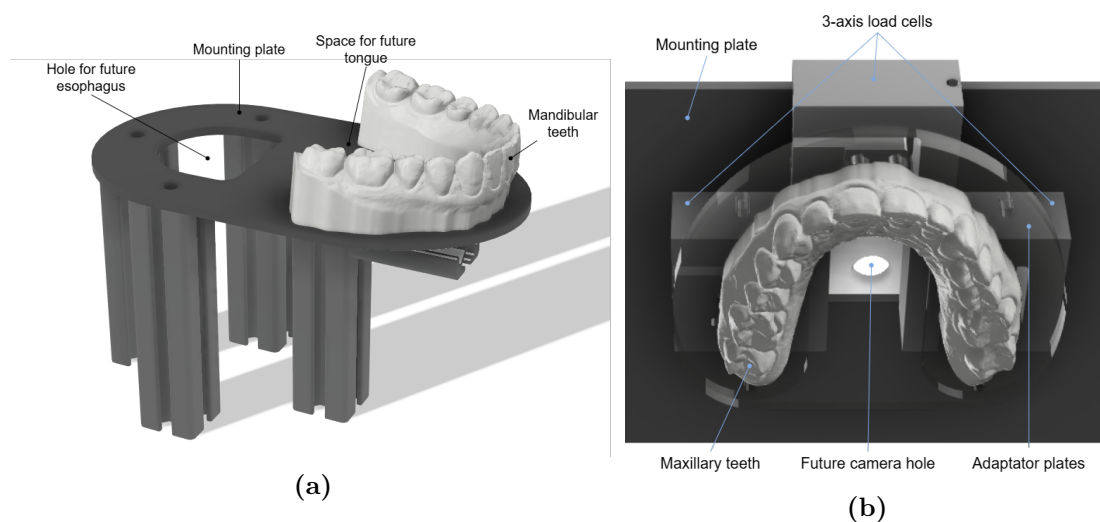 Hole for future
esophagus
Mounting plate
Space for future
tongue
Mandibular
teeth
(a)
3-axis load cells
Mounting plate
Maxillary teeth
Future camera hole
Adaptator plates
(b)